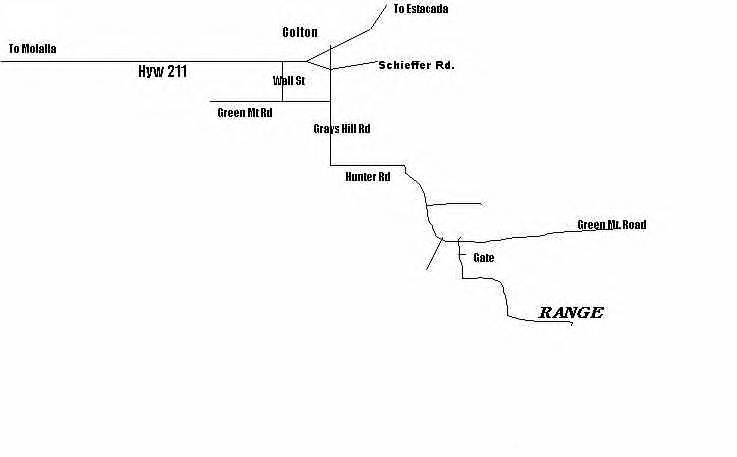 To Estacada
Colton
To Molalla
Schieffer Rd.
Hyw 211
Wall St
Green Mt Rd
Grays Hill Rd
Hunter Rd
Green Mt. Road
Gate
RANGE